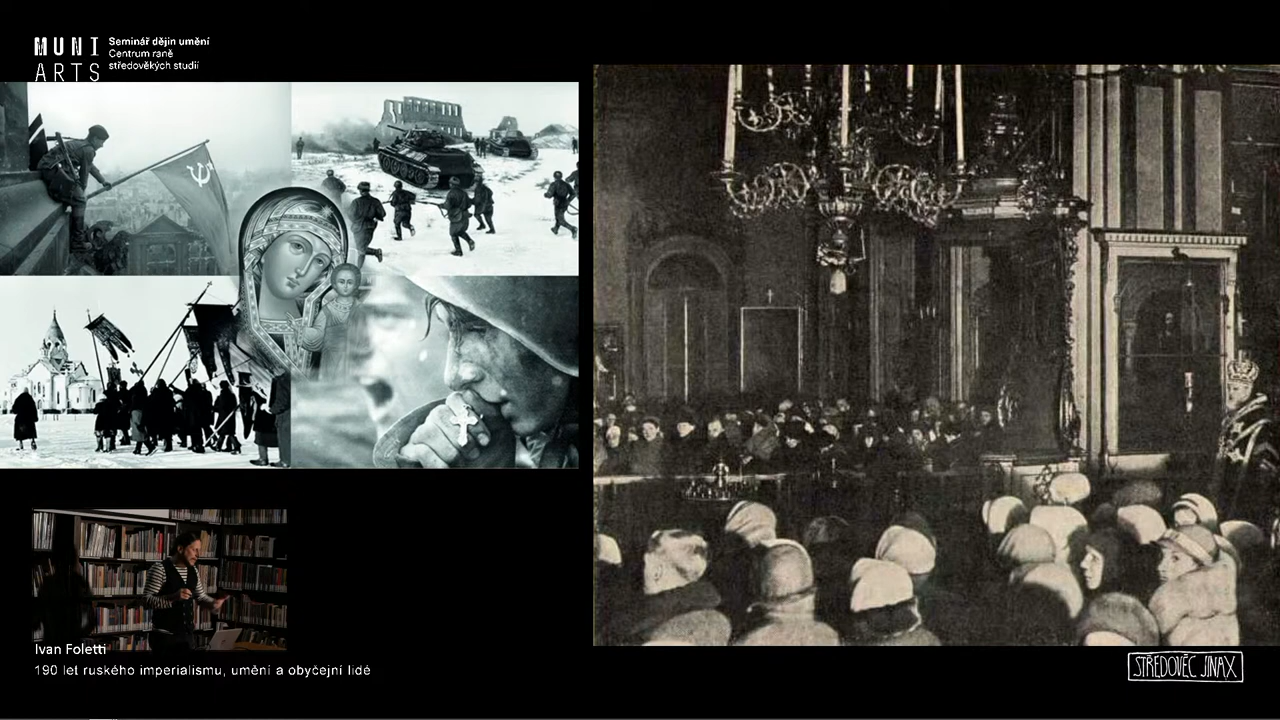 MUNI
ARTS
Seminář dějin umění
Centrum raně
středověkých studií
Ivan Foletti
190 let ruského imperialismu, umění a obyčejní lidé
STŘEDOVĚC JINAX